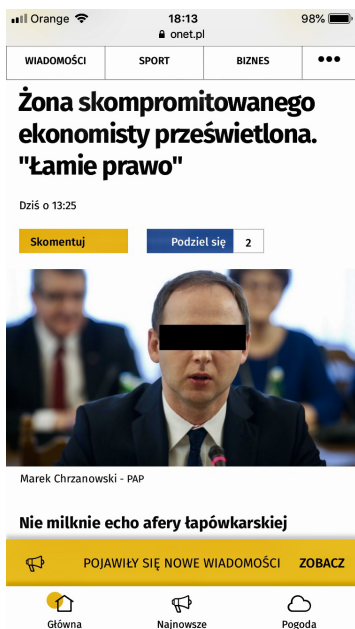 Orange 18:13 98%
onet.pl
WIADOMOŚCI SPORT BIZNES
Żona skompromitowanego
ekonomisty prześwietlona.
"Łamie prawo"
Dziś o 13:25
Skomentuj Podziel się 2
Marek Chrzanowski - PAP
Nie milknie echo afery łapówkarskiej
POJAWIŁY SIĘ NOWE WIADOMOŚCI ZOBACZ
Główna Najnowsze Pogoda